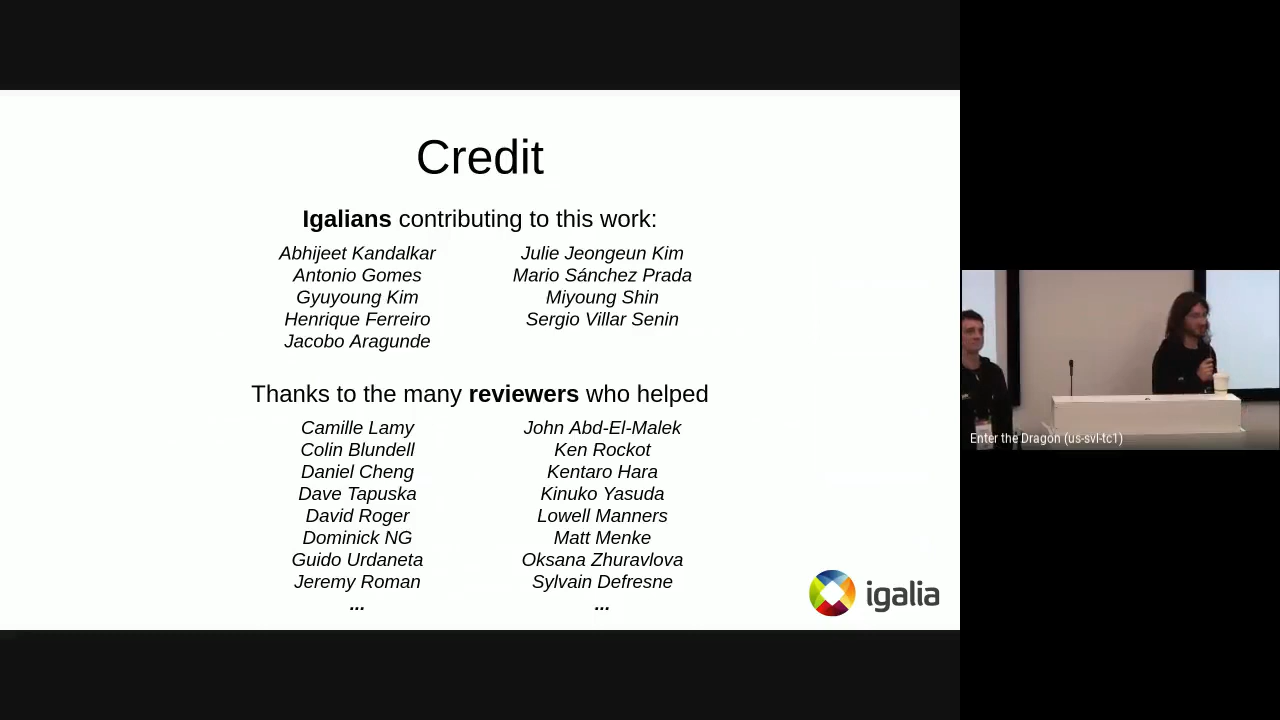 Credit
Igalians contributing to this work:
Abhijeet Kandalkar
Antonio Gomes
Gyuyoung Kim
Henrique Ferreiro
Jacobo Aragunde
Julie Jeongeun Kim
Mario Sánchez Prada
Miyoung Shin
Sergio Villar Senin
Thanks to the many reviewers who helped
Camille Lamy
Colin Blundell
Daniel Cheng
Dave Tapuska
David Roger
Dominick NG
Guido Urdaneta
Jeremy Roman
...
John Abd-El-Malek
Ken Rockot
Kentaro Hara
Kinuko Yasuda
Lowell Manners
Matt Menke
Oksana Zhuravlova
Sylvain Defresne
...
igalia
Enter the Dragon (us-svl-tc1)